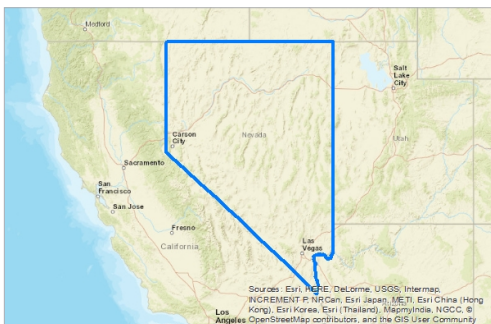 Medford
Salt
Lake
City
Carson
City
Nevada
Utah
Sacramento
San
Francisco
San Jose
Fresno
California
Las
Vegas
Los
Angeles
Sources: Esri, HERE, DeLorme, USGS, Intermap,
INCREMENT P, NRCan, Esri Japan, METI, Esri China (Hong
Kong), Esri Korea, Esri (Thailand), MapmyIndia, NGCC, ©
OpenStreetMap contributors, and the GIS User Community